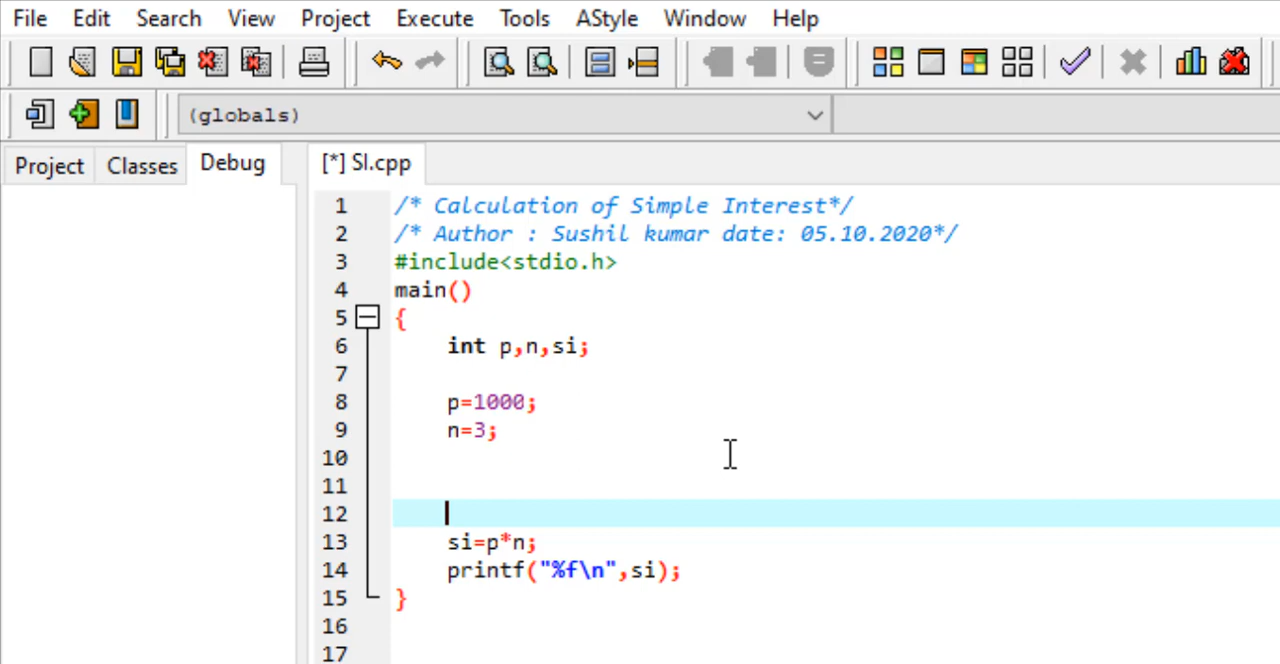 File Edit Search View Project Execute Tools AStyle Window Help
(globals)
Project Classes Debug [*] SI.cpp
1 /* Calculation of Simple Interest*/
2 /* Author : Sushil kumar date: 05.10.2020*/
3 #include<stdio.h>
4 main()
5 {
6 int p,n,si;
7
8 p=1000;
9 n=3;
10
11
12
13 si=p*n;
14 printf("%f\n",si);
15 }
16
17